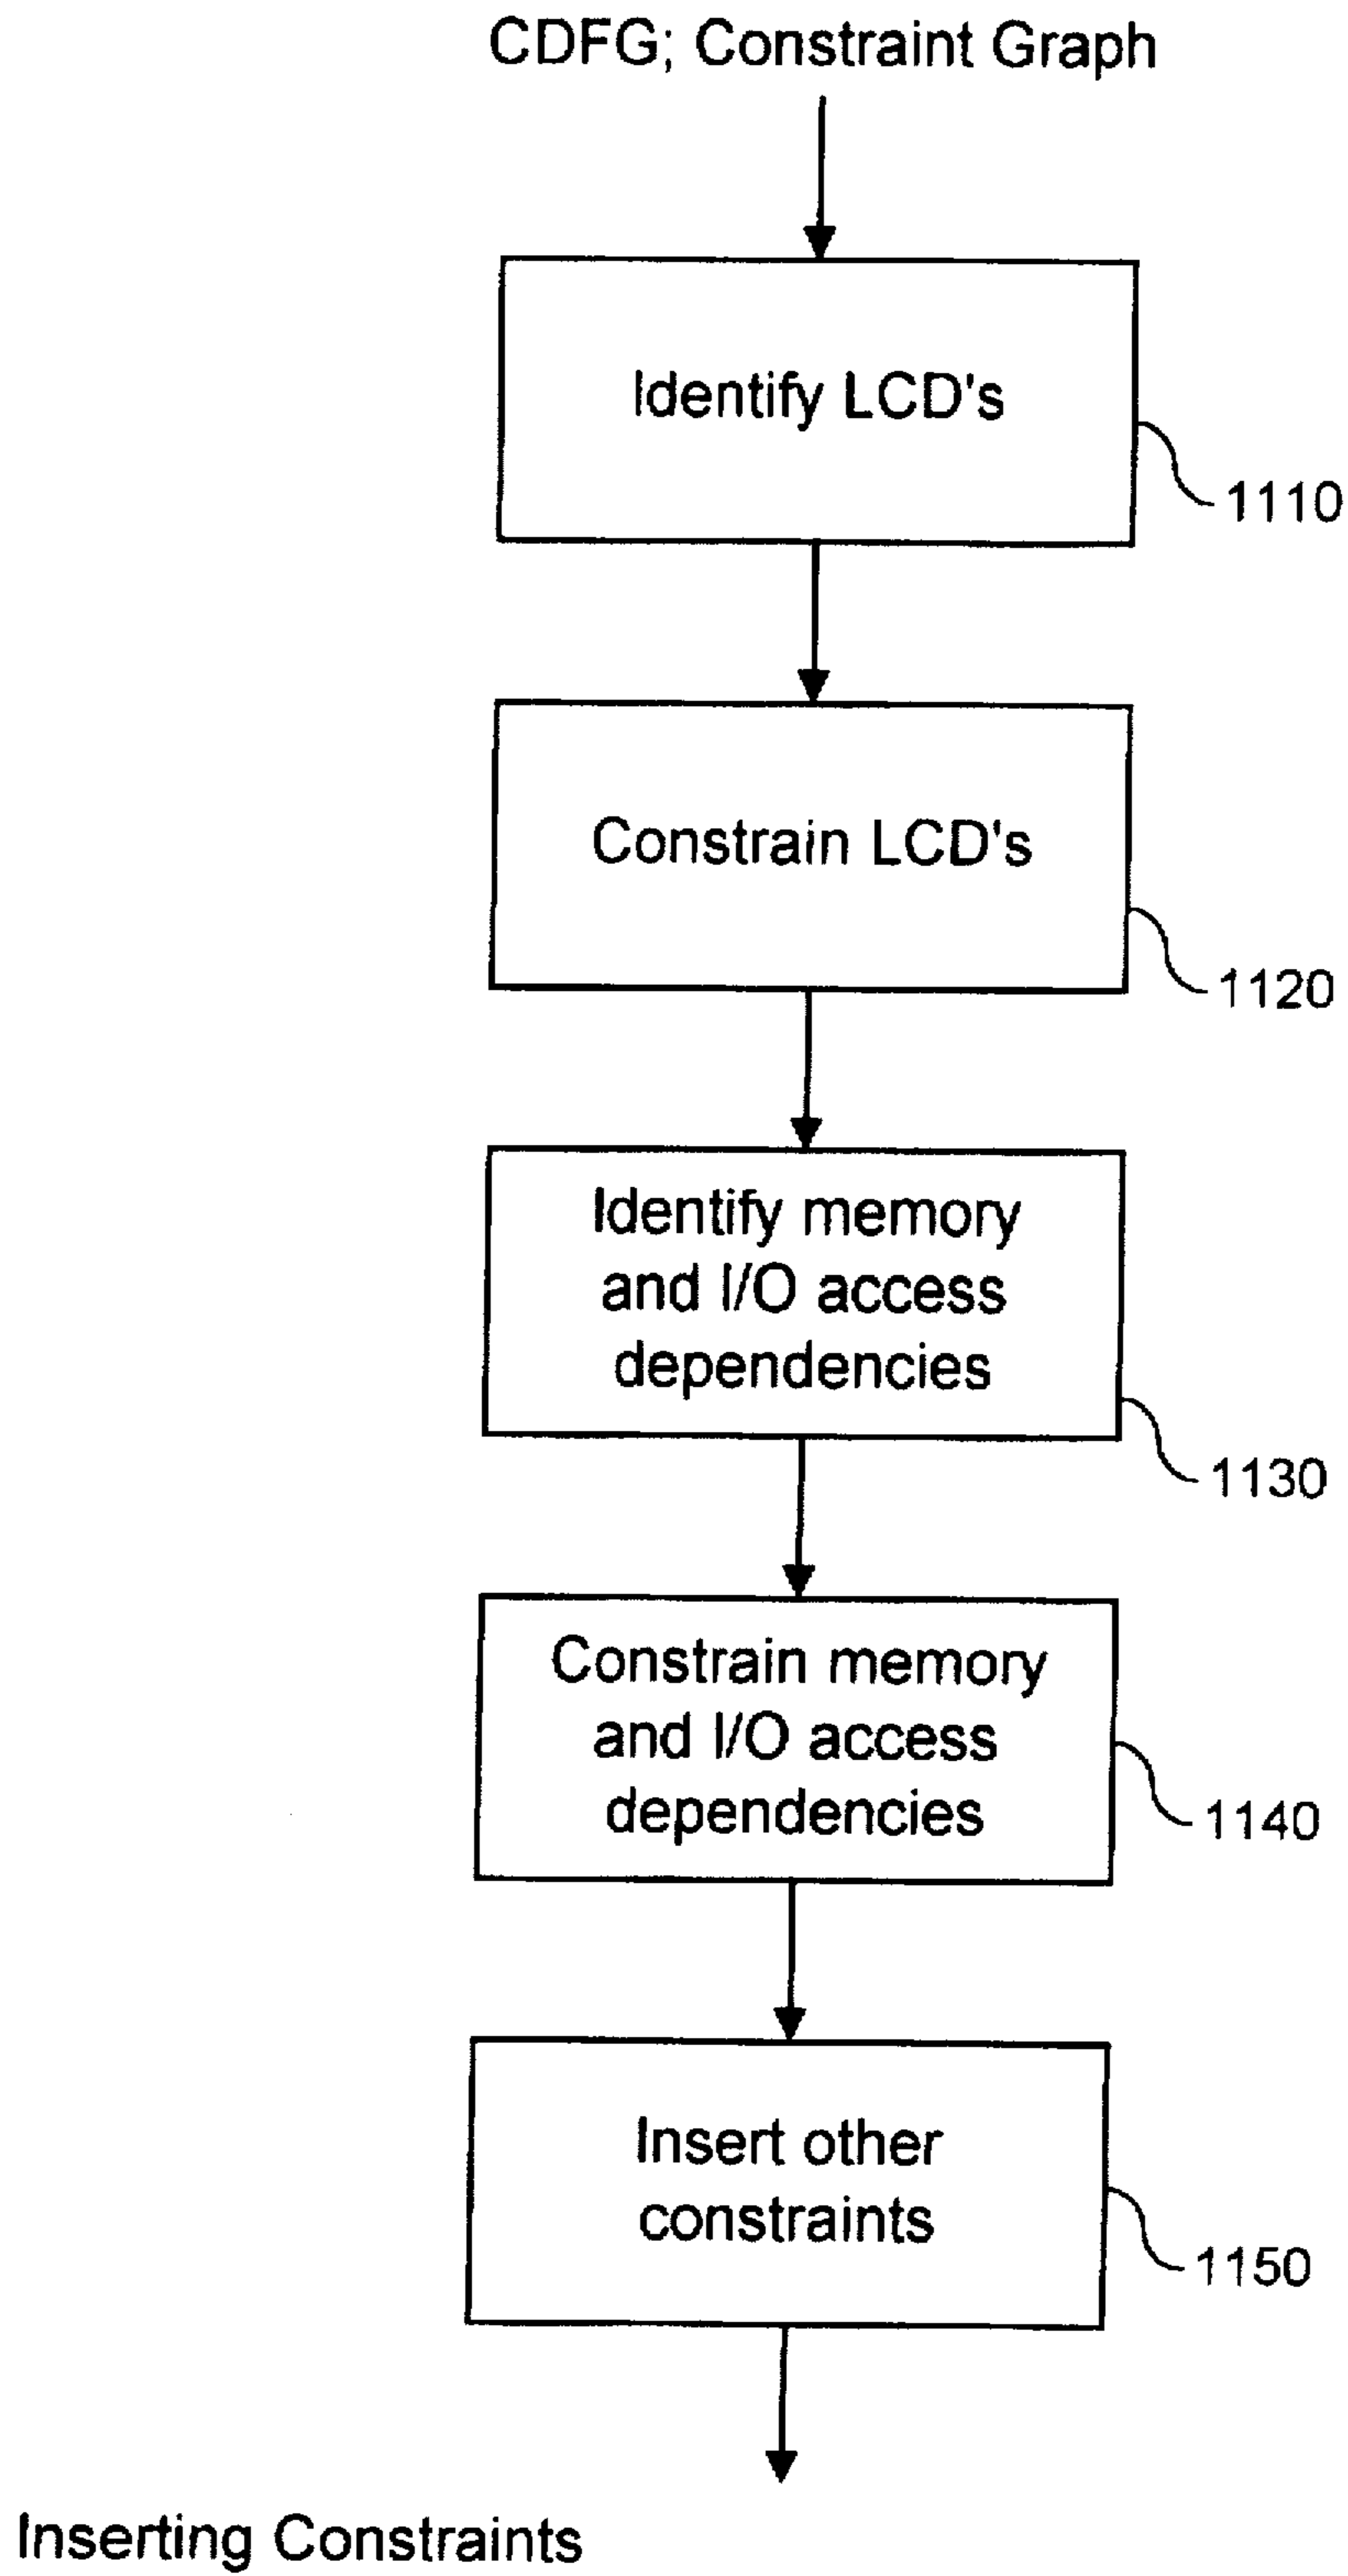 CDFG; Constraint Graph
Identify LCD's
1110
Constrain LCD's
1120
Identify memory
and I/O access
dependencies
1130
Constrain memory
and I/O access
dependencies
1140
Insert other
constraints
1150
Inserting Constraints